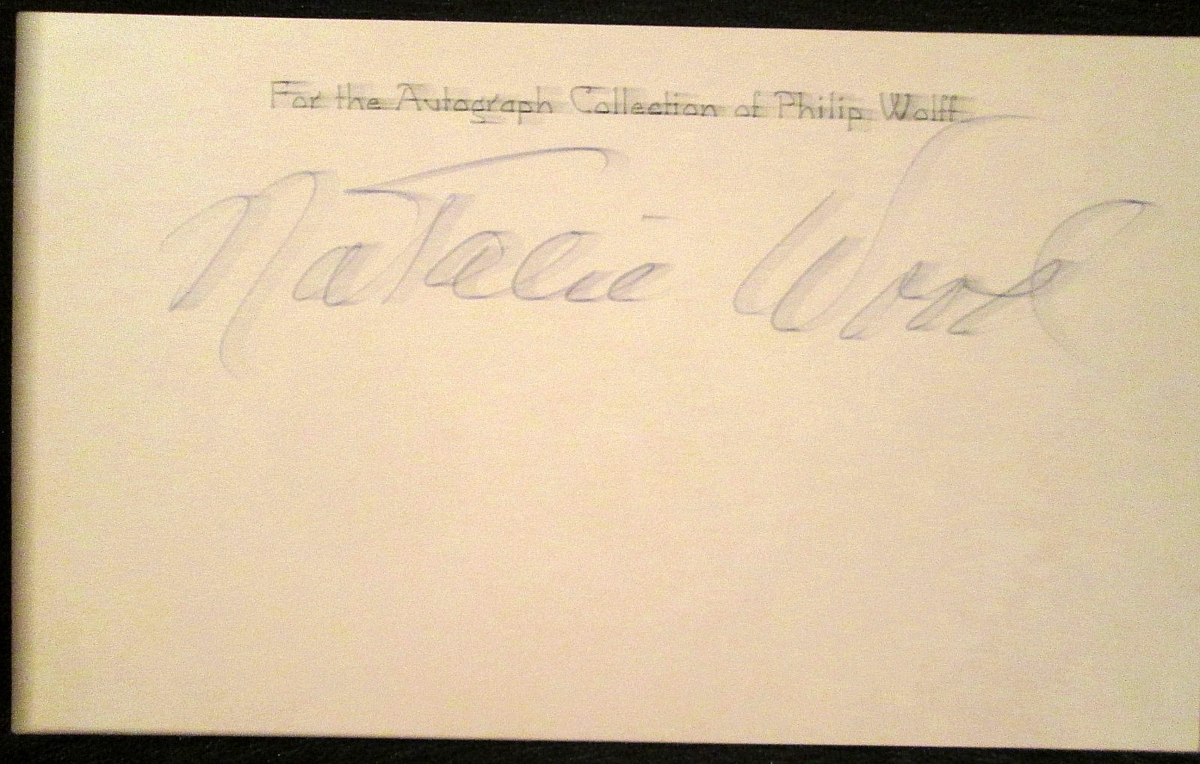 For the Autograph Collection of Philip Wolff
Natalie Wood